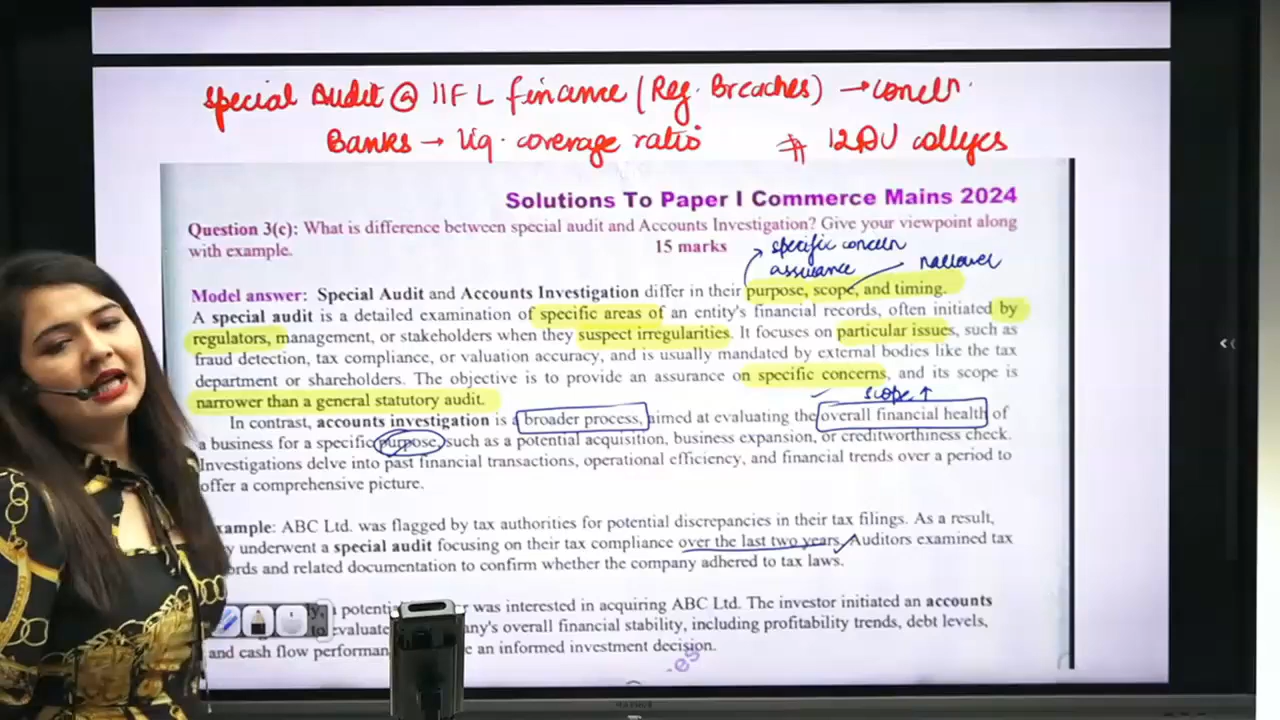 Special Audit @ IIFL finance (Reg. Breaches) → concern.
Banks → Liq. coverage ratio # 12 DU colleges
Solutions To Paper I Commerce Mains 2024
Question 3(c): What is difference between special audit and Accounts Investigation? Give your viewpoint along
with example. 15 marks
specific concern
assurance narrower
Model answer: Special Audit and Accounts Investigation differ in their purpose, scope, and timing.
A special audit is a detailed examination of specific areas of an entity's financial records, often initiated by
regulators, management, or stakeholders when they suspect irregularities. It focuses on particular issues, such as
fraud detection, tax compliance, or valuation accuracy, and is usually mandated by external bodies like the tax
department or shareholders. The objective is to provide an assurance on specific concerns, and its scope is
narrower than a general statutory audit.
scope ↑
In contrast, accounts investigation is a broader process, aimed at evaluating the overall financial health of
a business for a specific purpose, such as a potential acquisition, business expansion, or creditworthiness check.
Investigations delve into past financial transactions, operational efficiency, and financial trends over a period to
offer a comprehensive picture.
xample: ABC Ltd. was flagged by tax authorities for potential discrepancies in their tax filings. As a result,
y underwent a special audit focusing on their tax compliance over the last two years. Auditors examined tax
ords and related documentation to confirm whether the company adhered to tax laws.
potenti was interested in acquiring ABC Ltd. The investor initiated an accounts
to evaluate ny's overall financial stability, including profitability trends, debt levels,
and cash flow performan e an informed investment decision.